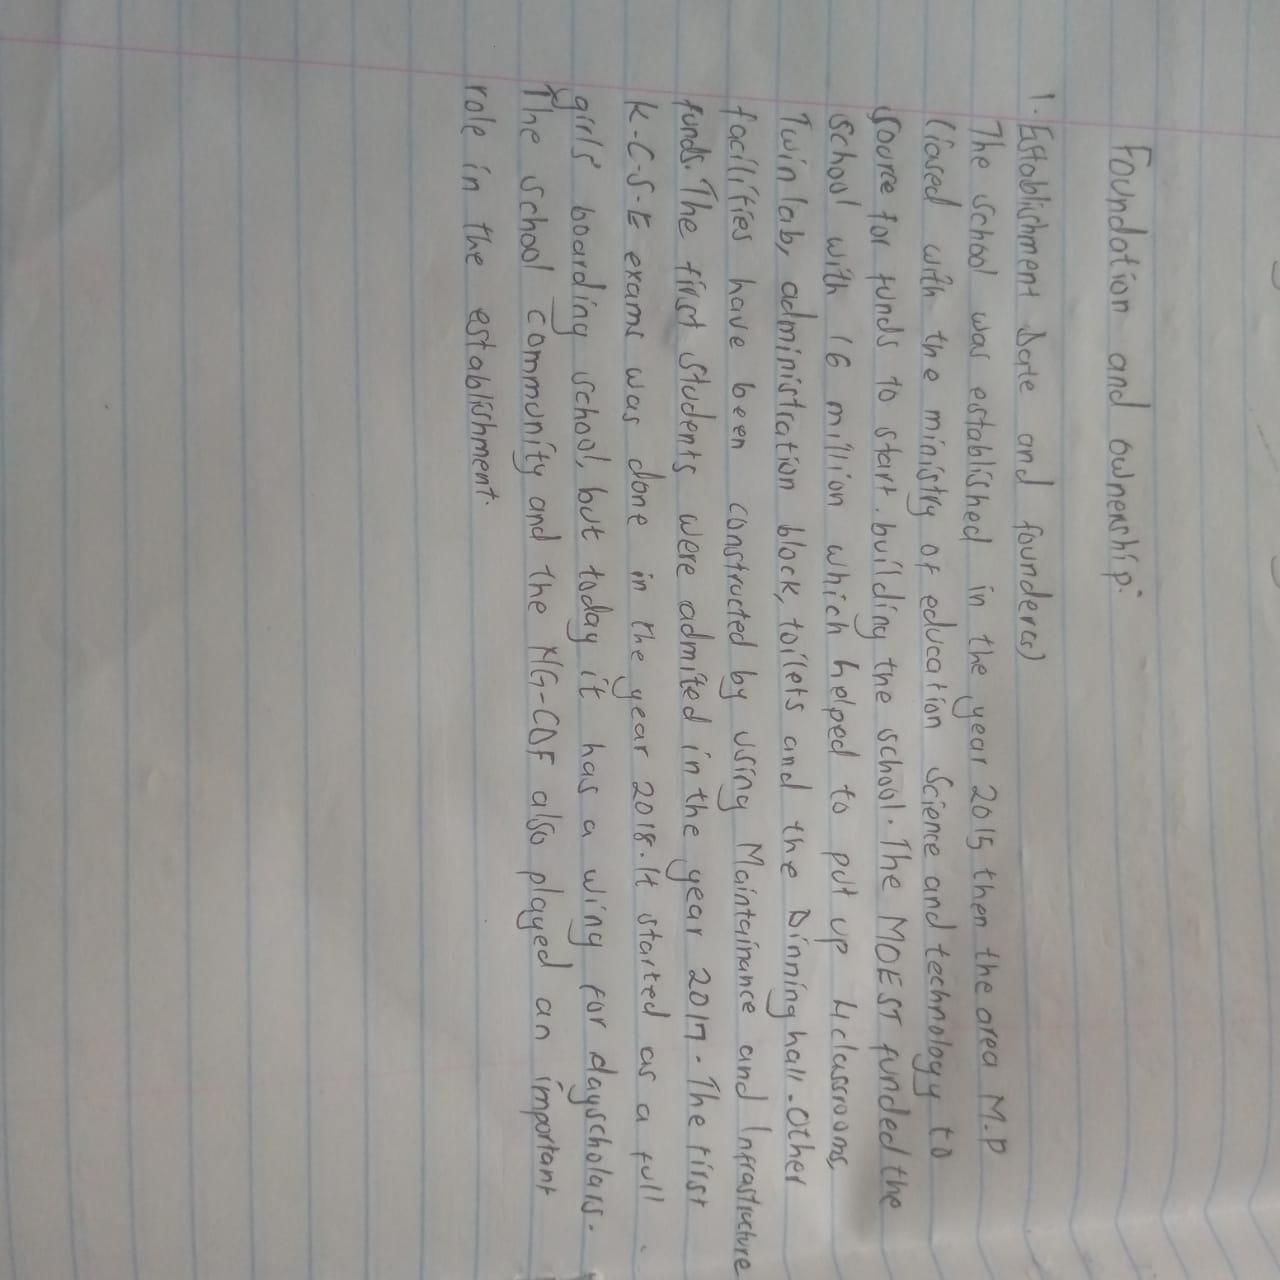 Foundation and ownership.
1. Establishment Date and founder(s)
The school was established in the year 2015 then the area M.P
liased with the ministry of education Science and technology to
source for funds to start building the school. The MOEST funded the
school with 16 million which helped to put up 4 classrooms,
Twin lab, administration block, toilets and the Dinning hall. Other
facilities have been constructed by using Maintainance and Infrastructure
funds. The first students were admited in the year 2017. The first
K.C.S.E exams was done in the year 2018. It started as a full
girls' boarding school, but today it has a wing for dayscholars.
The school community and the NG-CDF also played an important
role in the establishment.